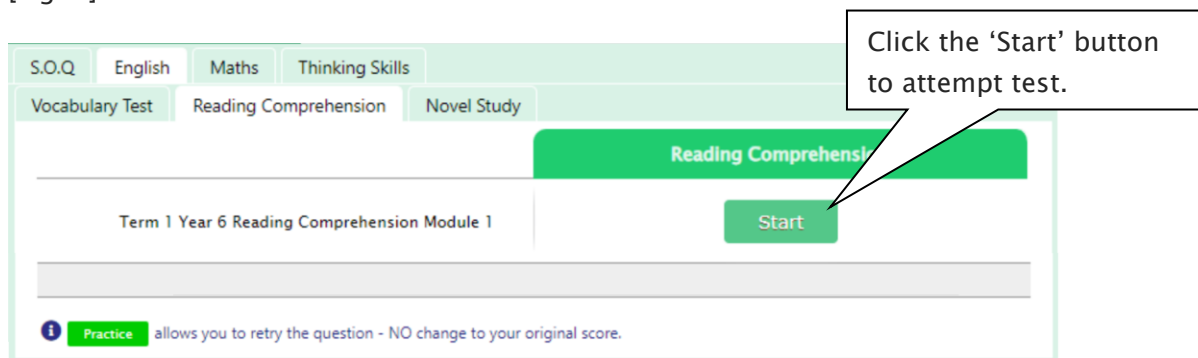 Click the ‘Start’ button
to attempt test.
S.O.Q English Maths Thinking Skills
Vocabulary Test Reading Comprehension Novel Study
Reading
Term 1 Year 6 Reading Comprehension Module 1 Start
Practice allows you to retry the question - NO change to your original score.